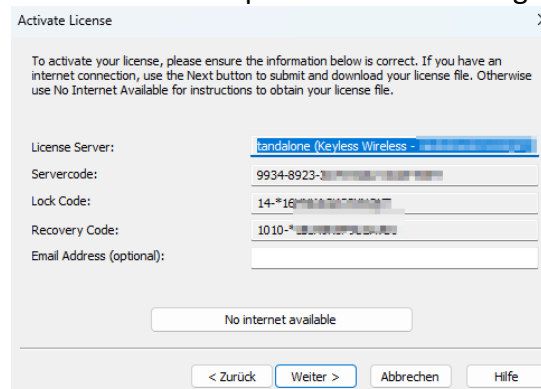 Activate License
To activate your license, please ensure the information below is correct. If you have an
internet connection, use the Next button to submit and download your license file. Otherwise
use No Internet Available for instructions to obtain your license file.
License Server:
tandalone (Keyless Wireless -
Servercode:
9934-8923-
Lock Code:
14-*16
Recovery Code:
1010-*
Email Address (optional):
No internet available
< Zurück
Weiter >
Abbrechen
Hilfe